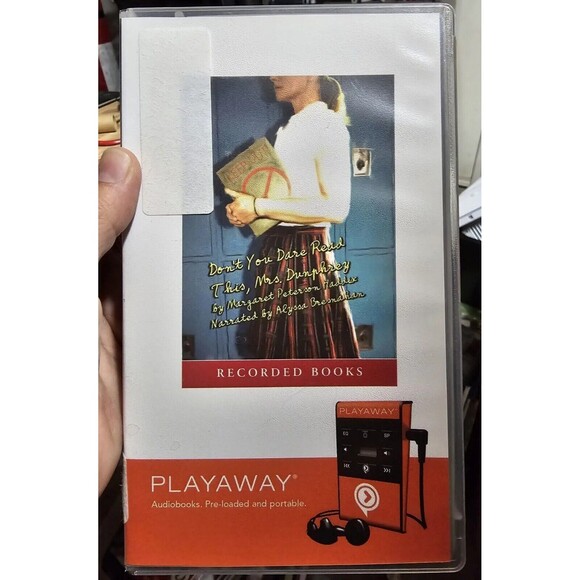 Don't You Dare Read
This, Mrs. Dunphrey
by Margaret Peterson Haddix
Narrated by Alyssa Bresnahan
RECORDED BOOKS
PLAYAWAY
PLAYAWAY®
Audiobooks. Pre-loaded and portable.